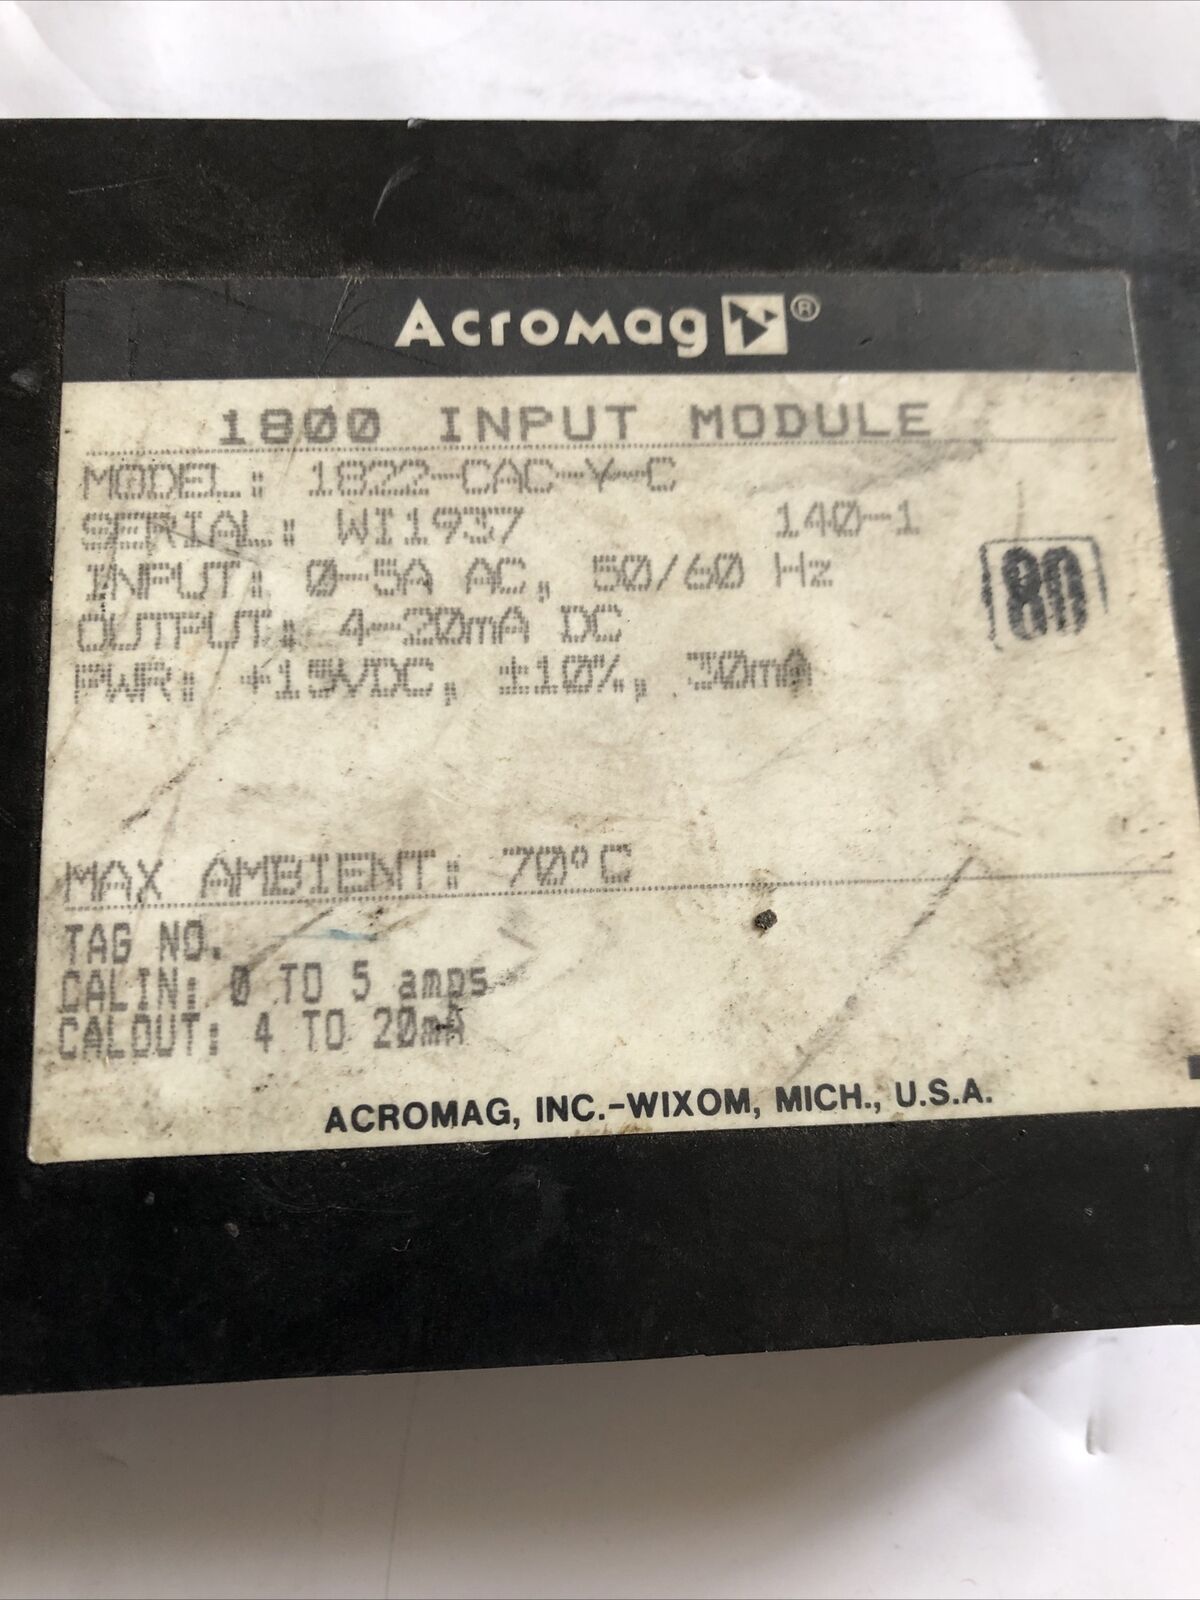 Acromag ®
1800 INPUT MODULE
MODEL: 1822-CAC-Y-C
SERIAL: WI1937 140-1
INPUT: 0-5A AC, 50/60 Hz
80
OUTPUT: 4-20mA DC
PWR: +15VDC, ±10%, 30mA
MAX AMBIENT: 70°C
TAG NO.
CALIN: 0 TO 5 amps
CALOUT: 4 TO 20mA
ACROMAG, INC.-WIXOM, MICH., U.S.A.